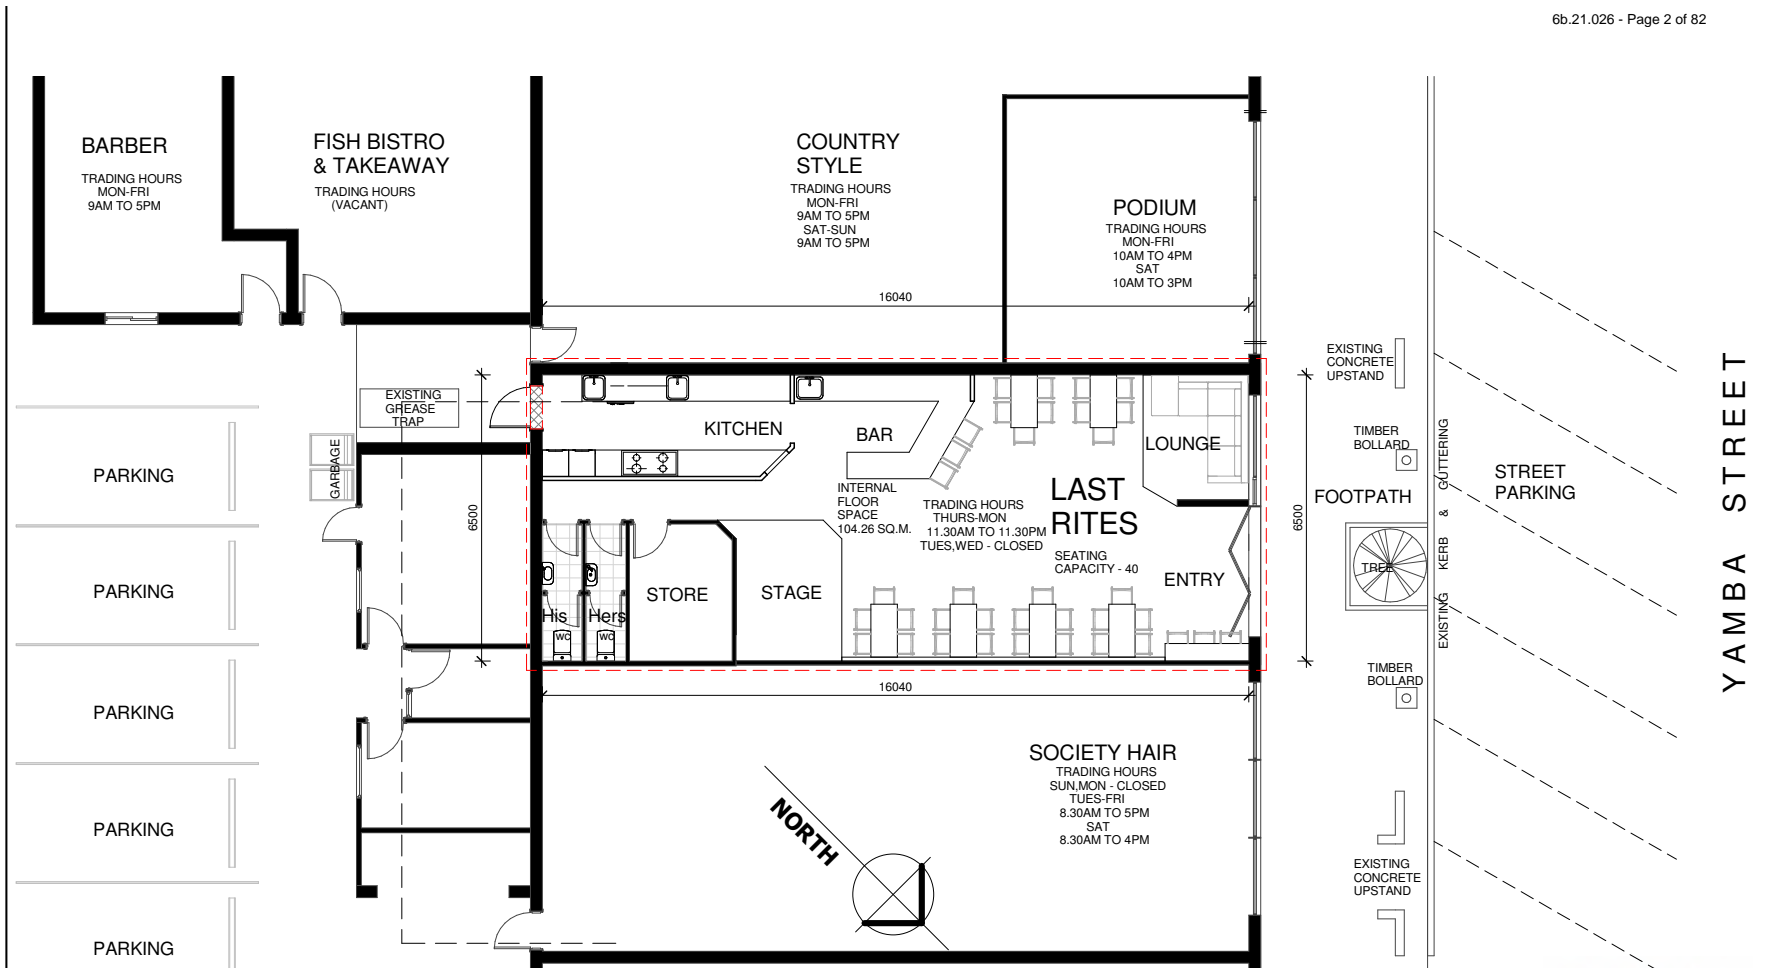 6b.21.026 - Page 2 of 82
BARBER
TRADING HOURS
MON-FRI
9AM TO 5PM
FISH BISTRO
& TAKEAWAY
TRADING HOURS
(VACANT)
COUNTRY
STYLE
TRADING HOURS
MON-FRI
9AM TO 5PM
SAT-SUN
9AM TO 5PM
PODIUM
TRADING HOURS
MON-FRI
10AM TO 4PM
SAT
10AM TO 3PM
16040
EXISTING
GREASE
TRAP
GARBAGE
6500
KITCHEN
BAR
LOUNGE
INTERNAL
FLOOR
SPACE
104.26 SQ.M.
TRADING HOURS
THURS-MON
11.30AM TO 11.30PM
TUES,WED - CLOSED
LAST
RITES
SEATING
CAPACITY - 40
ENTRY
STORE
STAGE
His
Hers
WC
WC
16040
6500
EXISTING
CONCRETE
UPSTAND
TIMBER
BOLLARD
FOOTPATH
TREE
EXISTING KERB & GUTTERING
STREET
PARKING
YAMBA STREET
TIMBER
BOLLARD
EXISTING
CONCRETE
UPSTAND
PARKING
PARKING
PARKING
PARKING
PARKING
SOCIETY HAIR
TRADING HOURS
SUN,MON - CLOSED
TUES-FRI
8.30AM TO 5PM
SAT
8.30AM TO 4PM
NORTH